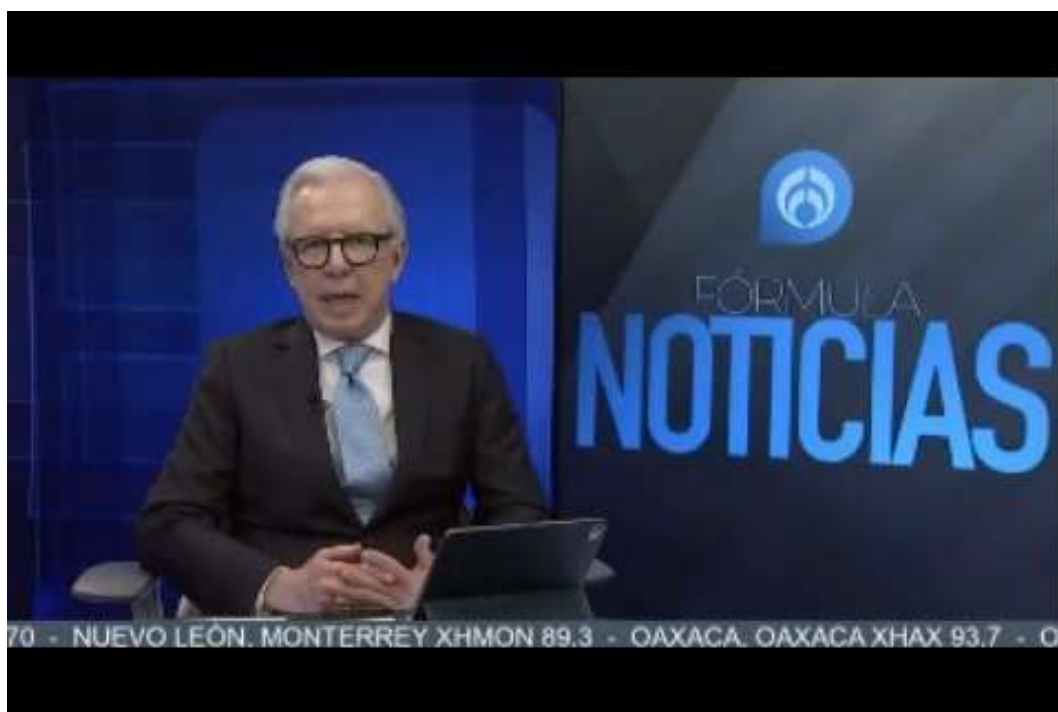 FÓRMULA
NOTICIAS
70 - NUEVO LEÓN, MONTERREY XHMON 89.3 - OAXACA, OAXACA XHAX 93.7 - O